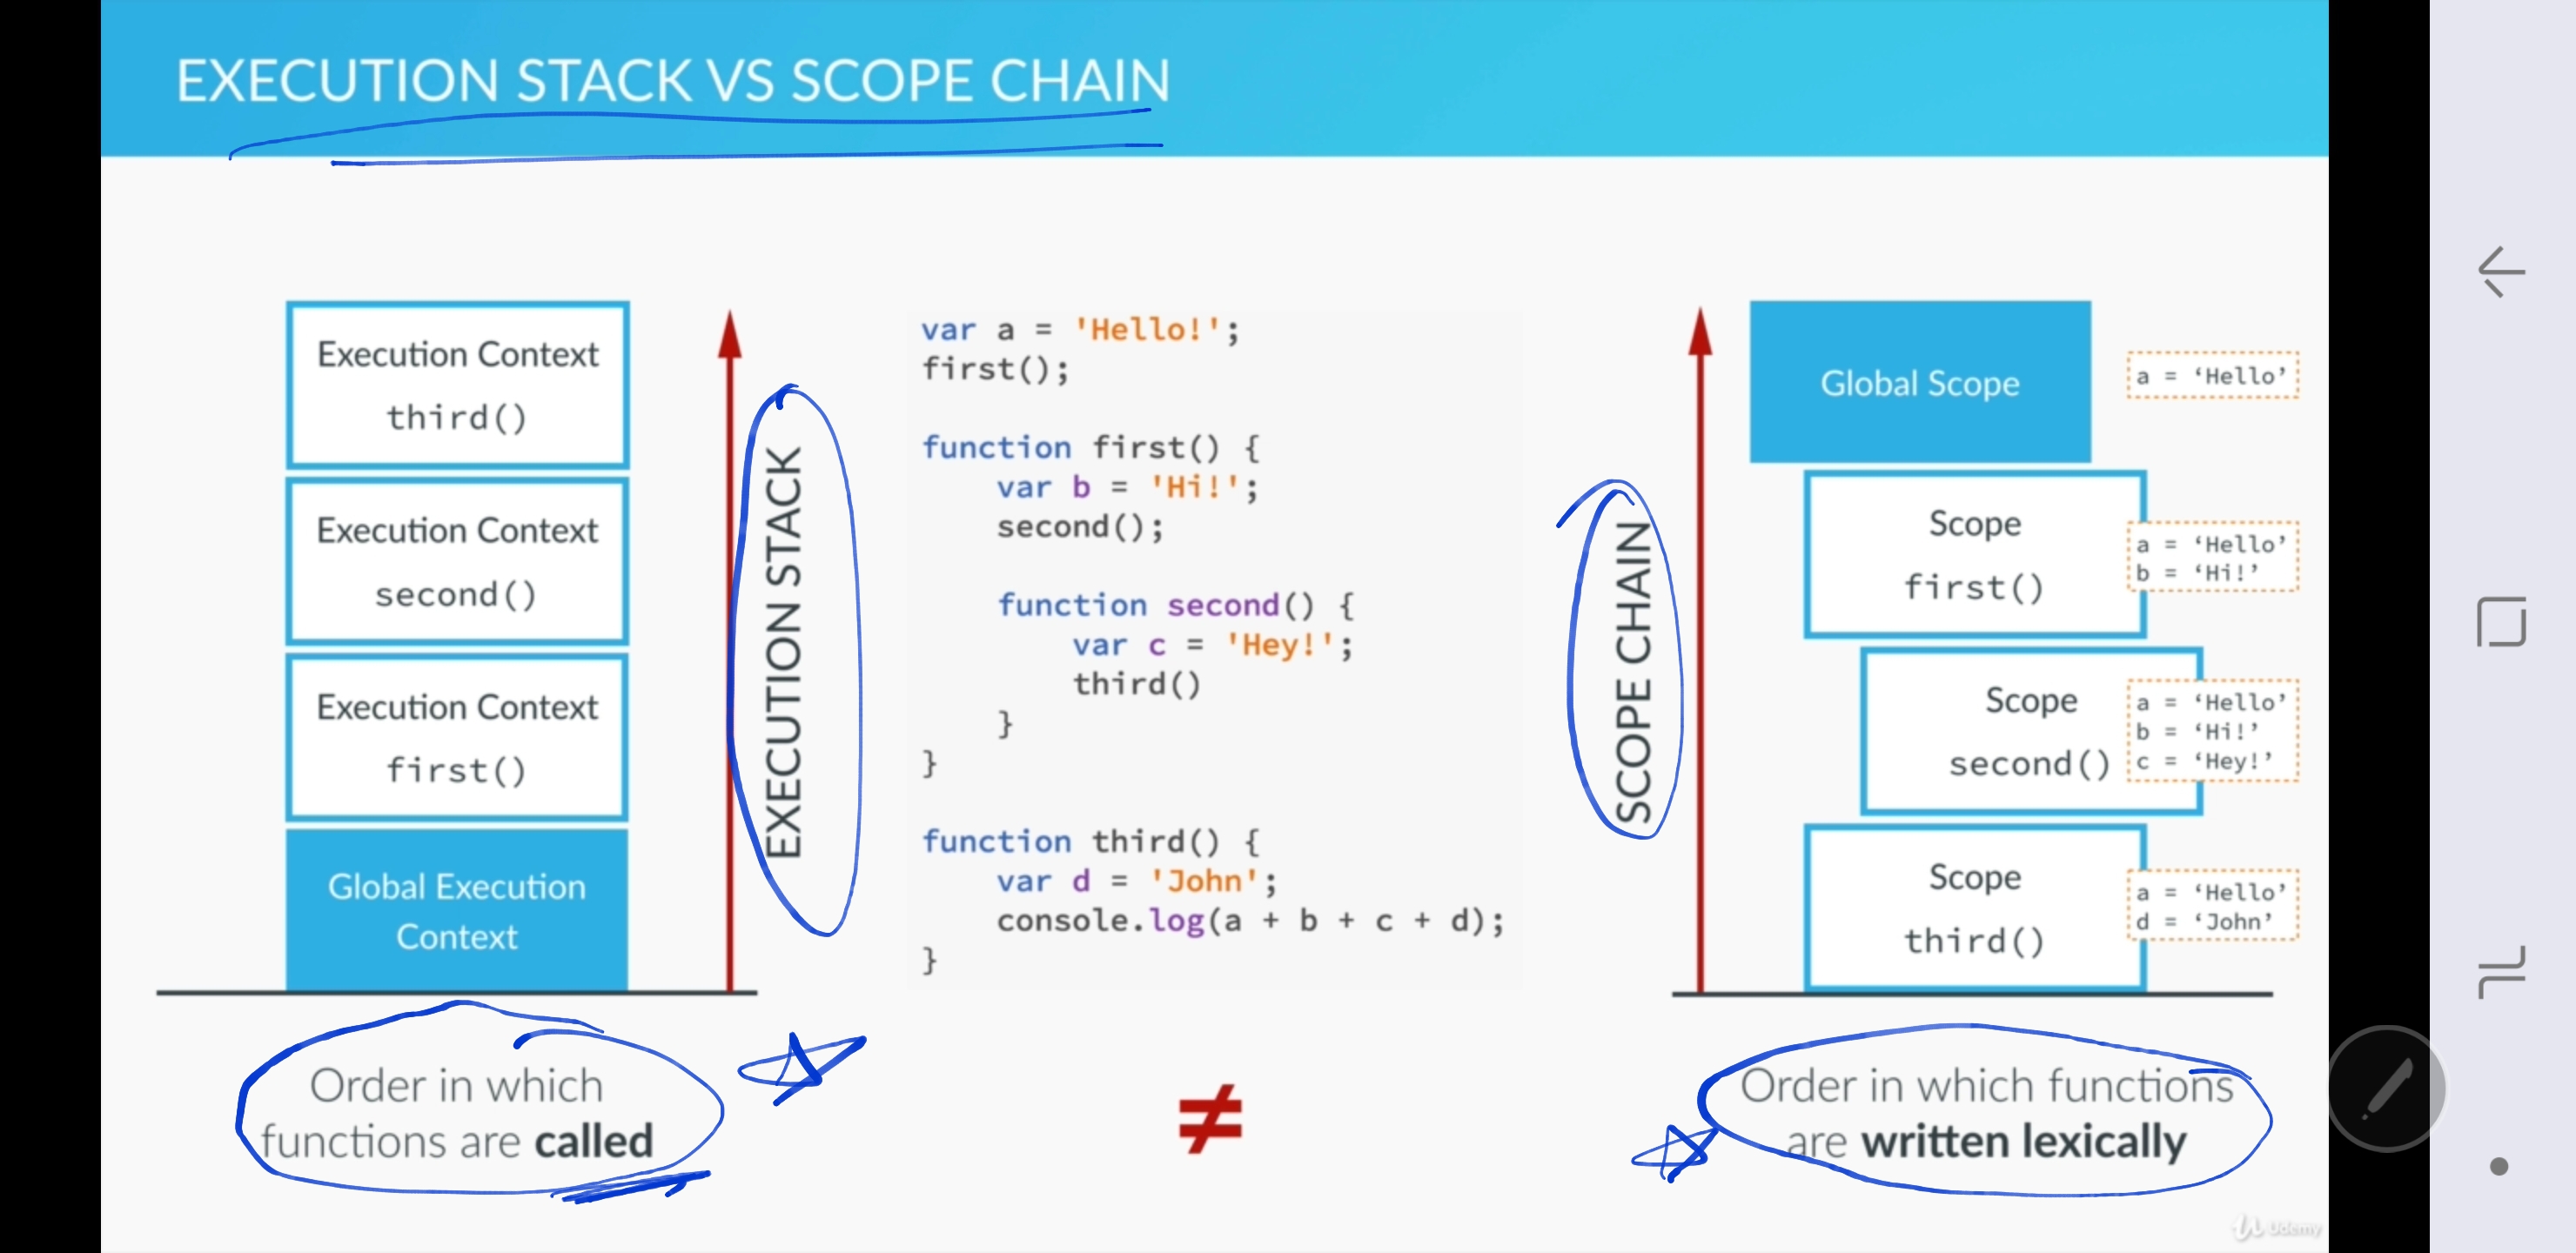 EXECUTION STACK VS SCOPE CHAIN
Execution Context
third()
Execution Context
second()
Execution Context
first()
Global Execution
Context
EXECUTION STACK
Order in which
functions are called
var a = 'Hello!';
first();
function first() {
var b = 'Hi!';
second();
function second() {
var c = 'Hey!';
third()
}
}
function third() {
var d = 'John';
console.log(a + b + c + d);
}
≠
SCOPE CHAIN
Global Scope
a = ‘Hello’
Scope
first()
a = ‘Hello’
b = ‘Hi!’
Scope
second()
a = ‘Hello’
b = ‘Hi!’
c = ‘Hey!’
Scope
third()
a = ‘Hello’
d = ‘John’
Order in which functions
are written lexically
Udemy